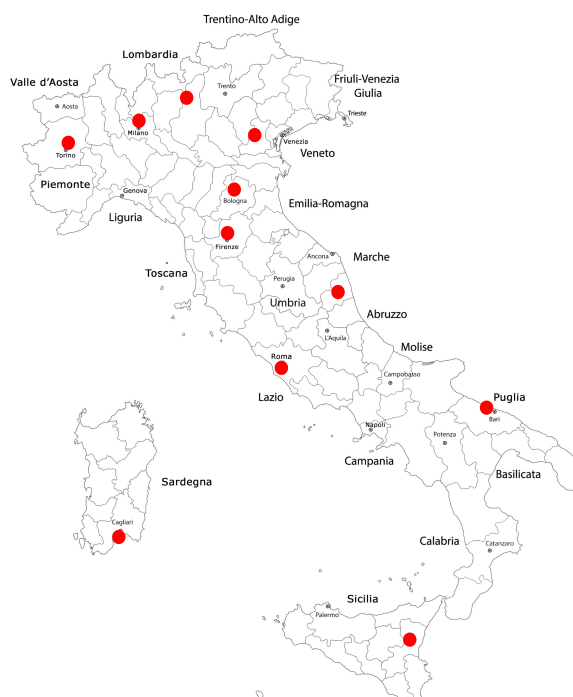 Trentino-Alto Adige
Lombardia
Valle d'Aosta
Friuli-Venezia
Giulia
Trento
Aosta
Trieste
Milano
Venezia
Torino
Veneto
Piemonte
Genova
Bologna
Emilia-Romagna
Liguria
Firenze
Ancona
Marche
Toscana
Perugia
Umbria
Abruzzo
L'Aquila
Molise
Roma
Campobasso
Lazio
Puglia
Bari
Napoli
Potenza
Campania
Basilicata
Sardegna
Cagliari
Calabria
Catanzaro
Sicilia
Palermo